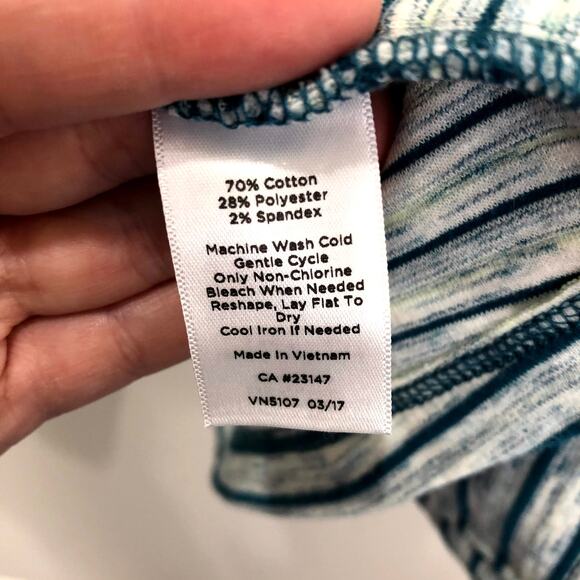 70% Cotton
28% Polyester
2% Spandex
Machine Wash Cold
Gentle Cycle
Only Non-Chlorine
Bleach When Needed
Reshape, Lay Flat To
Dry
Cool Iron If Needed
Made In Vietnam
CA #23147
VN5107 03/17